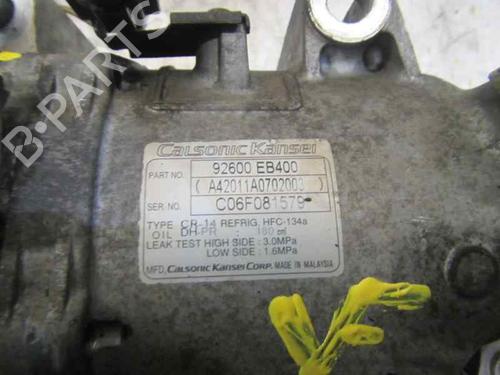 B-PARTS
Calsonic Kansei
PART NO. 92600 EB400
(A42011A0702003)
SER.NO. C06F081579
TYPE CR-14 REFRIG. HFC-134a
OIL DH-PR : 180 ml
LEAK TEST HIGH SIDE : 3.0MPa
LOW SIDE : 1.6MPa
MFD. Calsonic Kansei CORP. MADE IN MALAYSIA